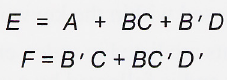 E = A + BC + B'D
F = B'C + BC'D'